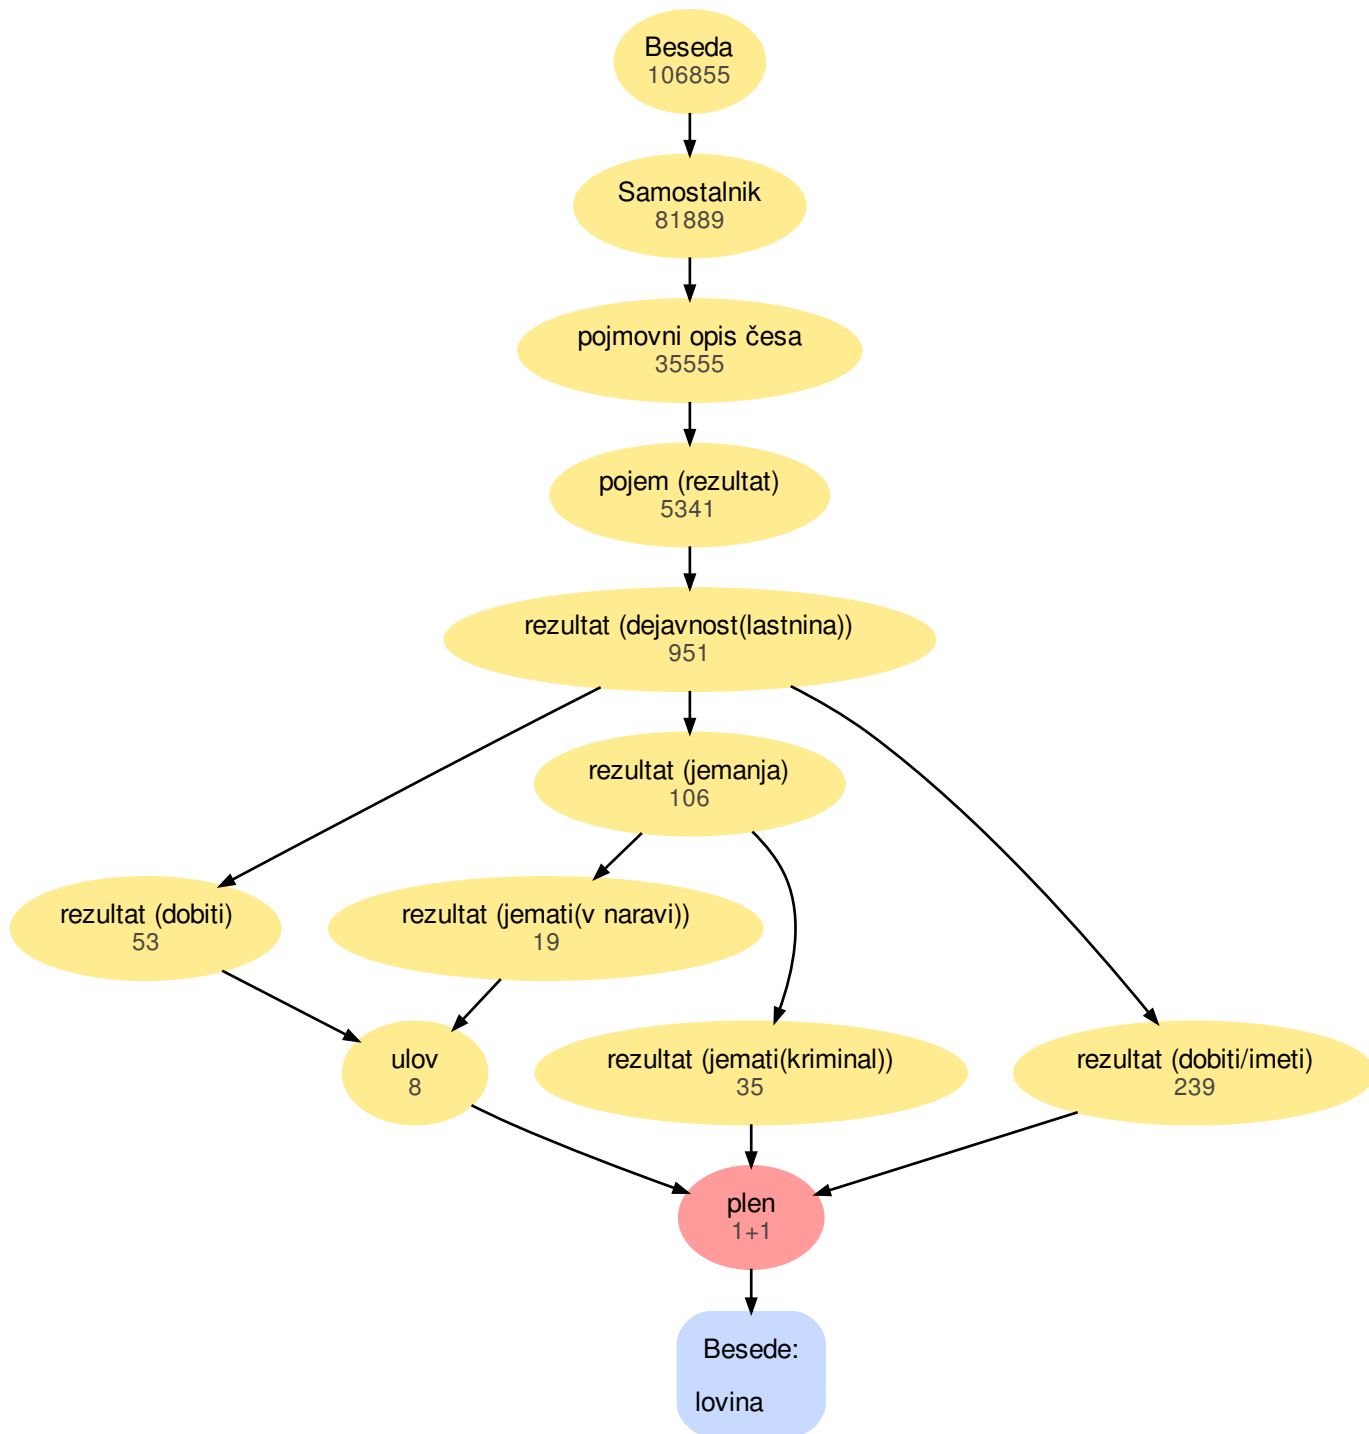 Beseda
106855
Samostalnik
81889
pojmovni opis česa
35555
pojem (rezultat)
5341
rezultat (dejavnost(lastnina))
951
rezultat (jemanja)
106
rezultat (dobiti)
53
rezultat (jemati(v naravi))
19
ulov
8
rezultat (jemati(kriminal))
35
rezultat (dobiti/imeti)
239
plen
1+1
Besede:
lovina